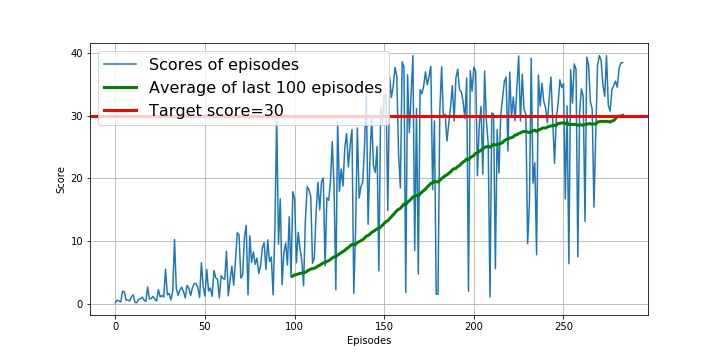 Scores of episodes
Average of last 100 episodes
Target score=30
40
30
20
10
0
Score
0
50
100
150
200
250
Episodes